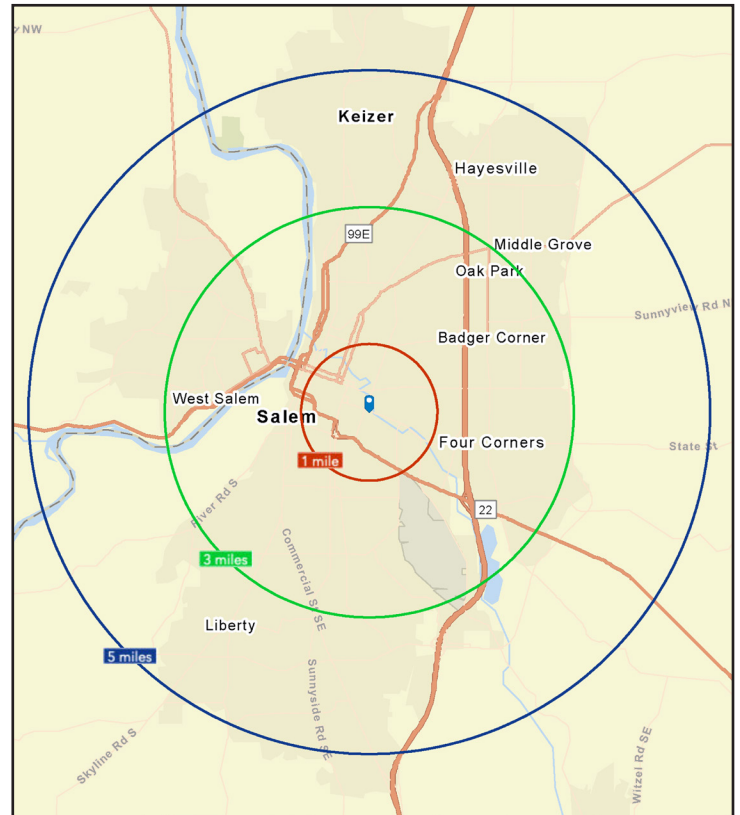 NW
Keizer
Hayesville
99E
Middle Grove
Oak Park
Sunnyview Rd N
Badger Corner
West Salem
Salem
Four Corners
State St
1 mile
River Rd S
22
Commercial St SE
3 miles
Liberty
5 miles
Sunnyside Rd SE
Skyline Rd S
Witzel Rd SE